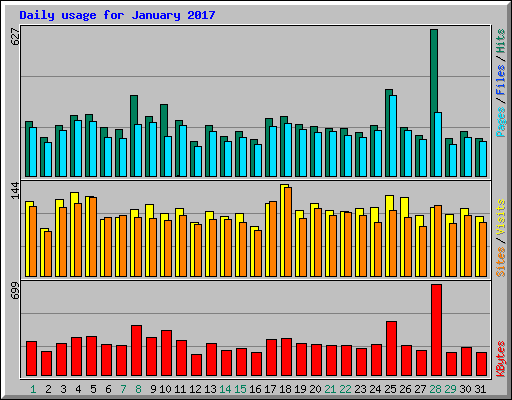 Daily usage for January 2017
627
Pages / Files / Hits
144
Sites / Visits
699
KBytes
1 2 3 4 5 6 7 8 9 10 11 12 13 14 15 16 17 18 19 20 21 22 23 24 25 26 27 28 29 30 31